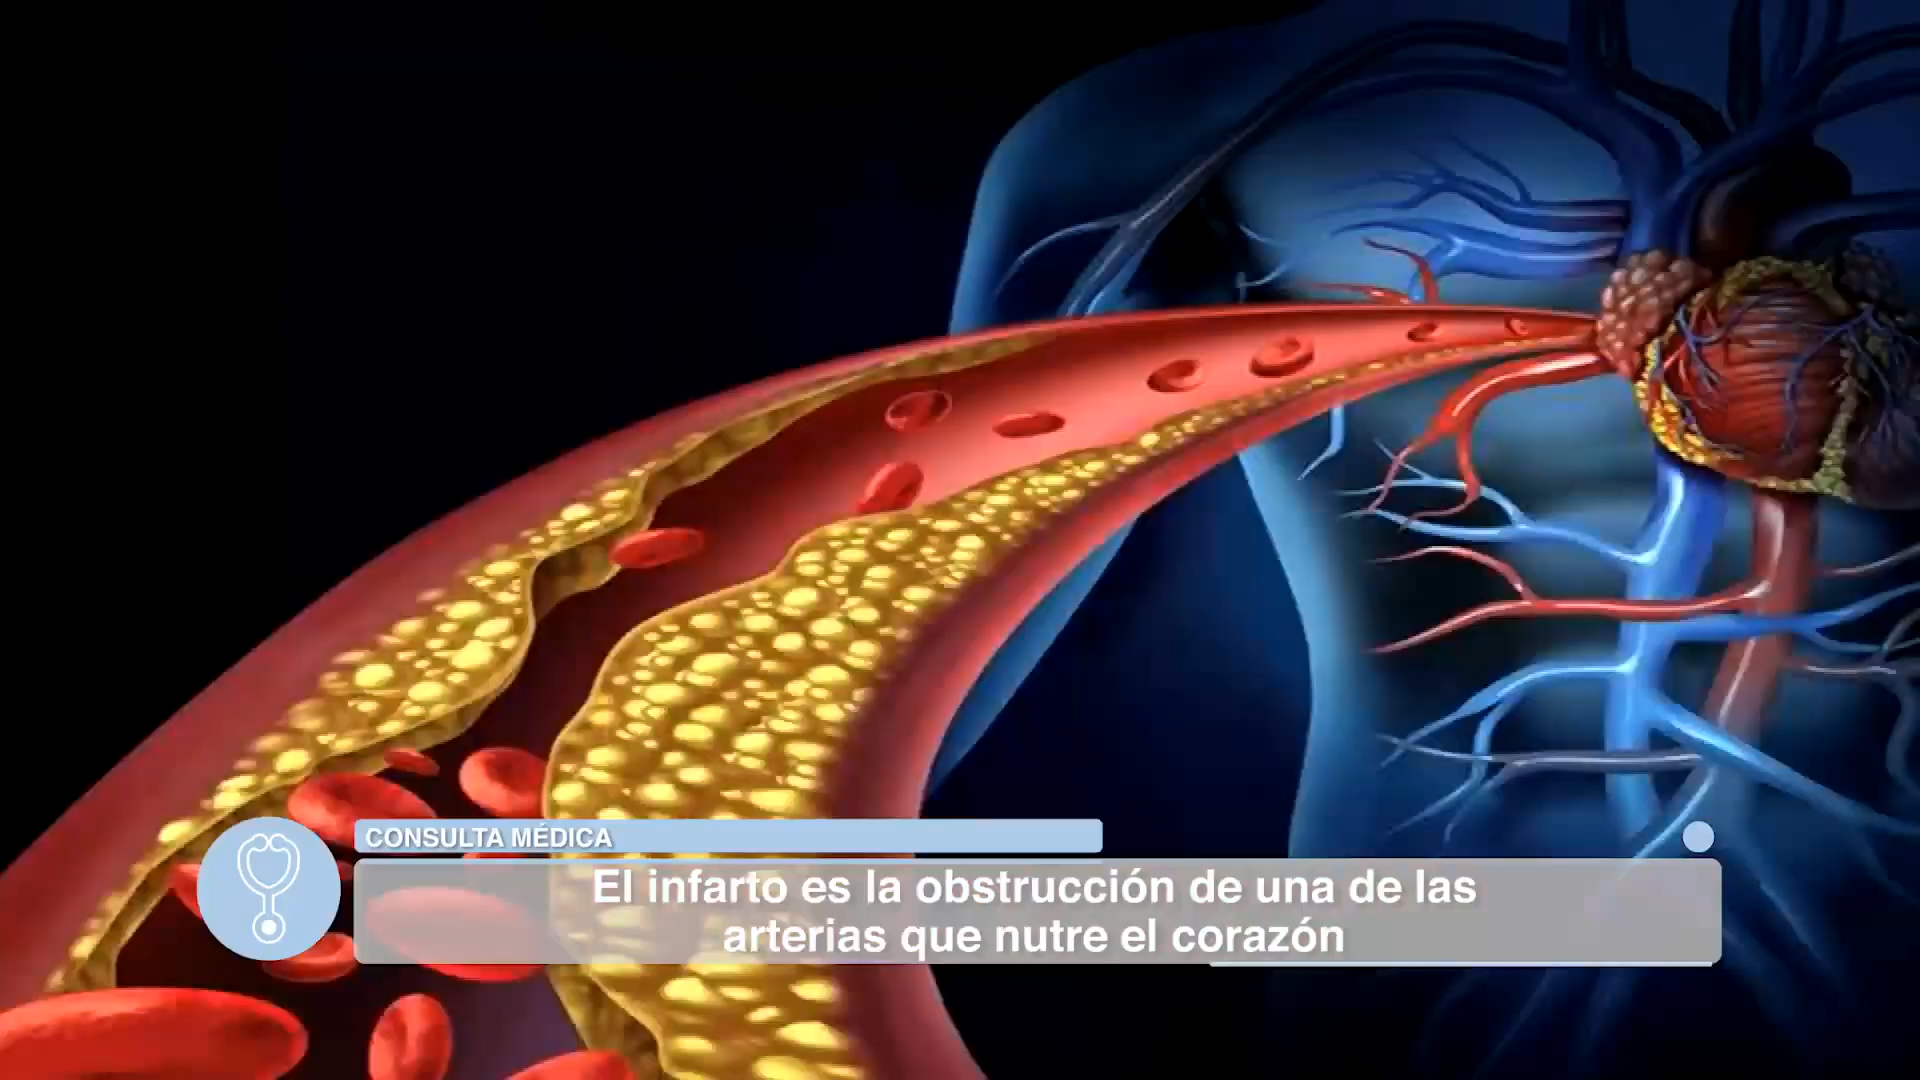 CONSULTA MÉDICA
El infarto es la obstrucción de una de las
arterias que nutre el corazón